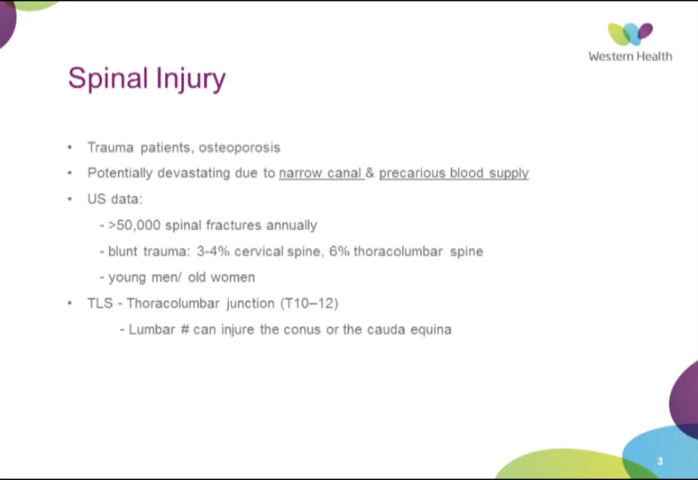 Western Health
Spinal Injury
• Trauma patients, osteoporosis
• Potentially devastating due to narrow canal & precarious blood supply
• US data:
- >50,000 spinal fractures annually
- blunt trauma: 3-4% cervical spine, 6% thoracolumbar spine
- young men/ old women
• TLS - Thoracolumbar junction (T10–12)
- Lumbar # can injure the conus or the cauda equina
3